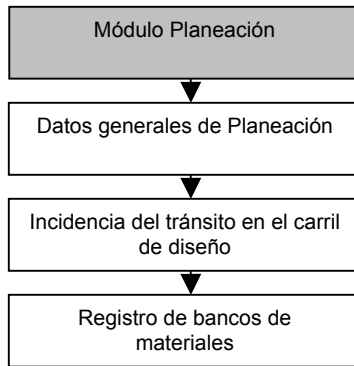 Módulo Planeación
Datos generales de Planeación
Incidencia del tránsito en el carril
de diseño
Registro de bancos de
materiales